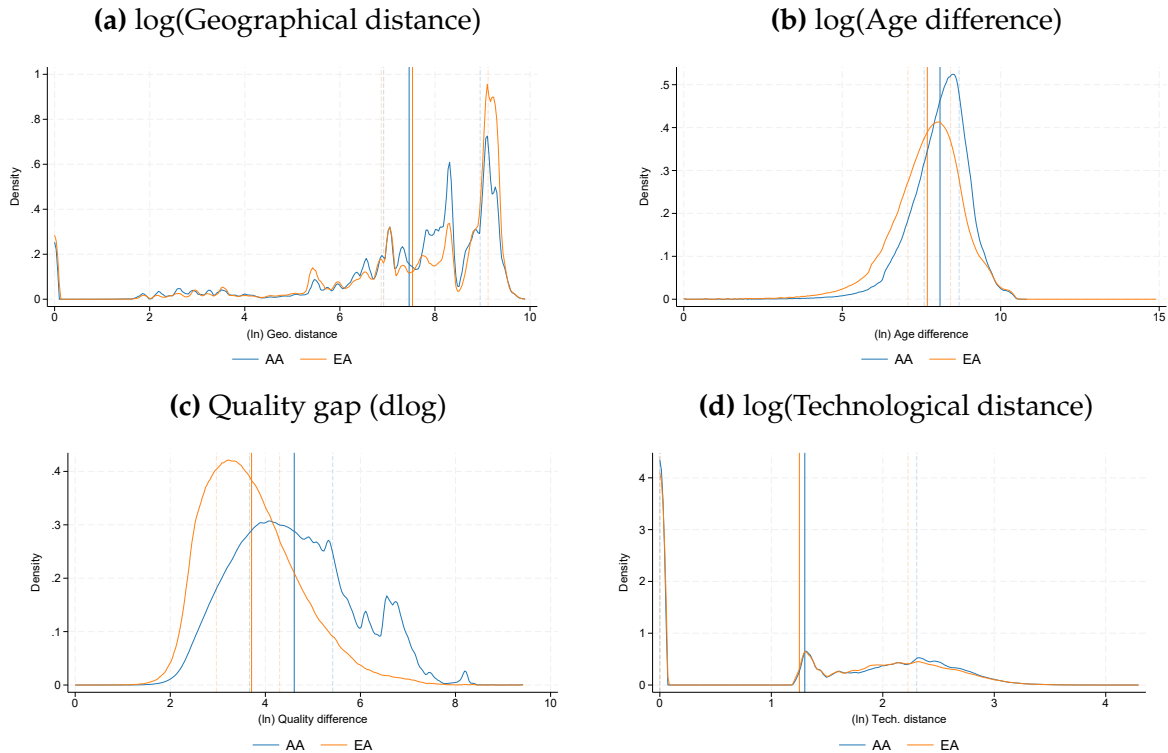 (a) log(Geographical distance)
1
.8
.6
.4
.2
0
Density
0 2 4 6 8 10
(ln) Geo. distance
AA EA
(b) log(Age difference)
.5
.4
.3
.2
.1
0
Density
0 5 10 15
(ln) Age difference
AA EA
(c) Quality gap (dlog)
.4
.3
.2
.1
0
Density
0 2 4 6 8 10
(ln) Quality difference
AA EA
(d) log(Technological distance)
4
3
2
1
0
Density
0 1 2 3 4
(ln) Tech. distance
AA EA